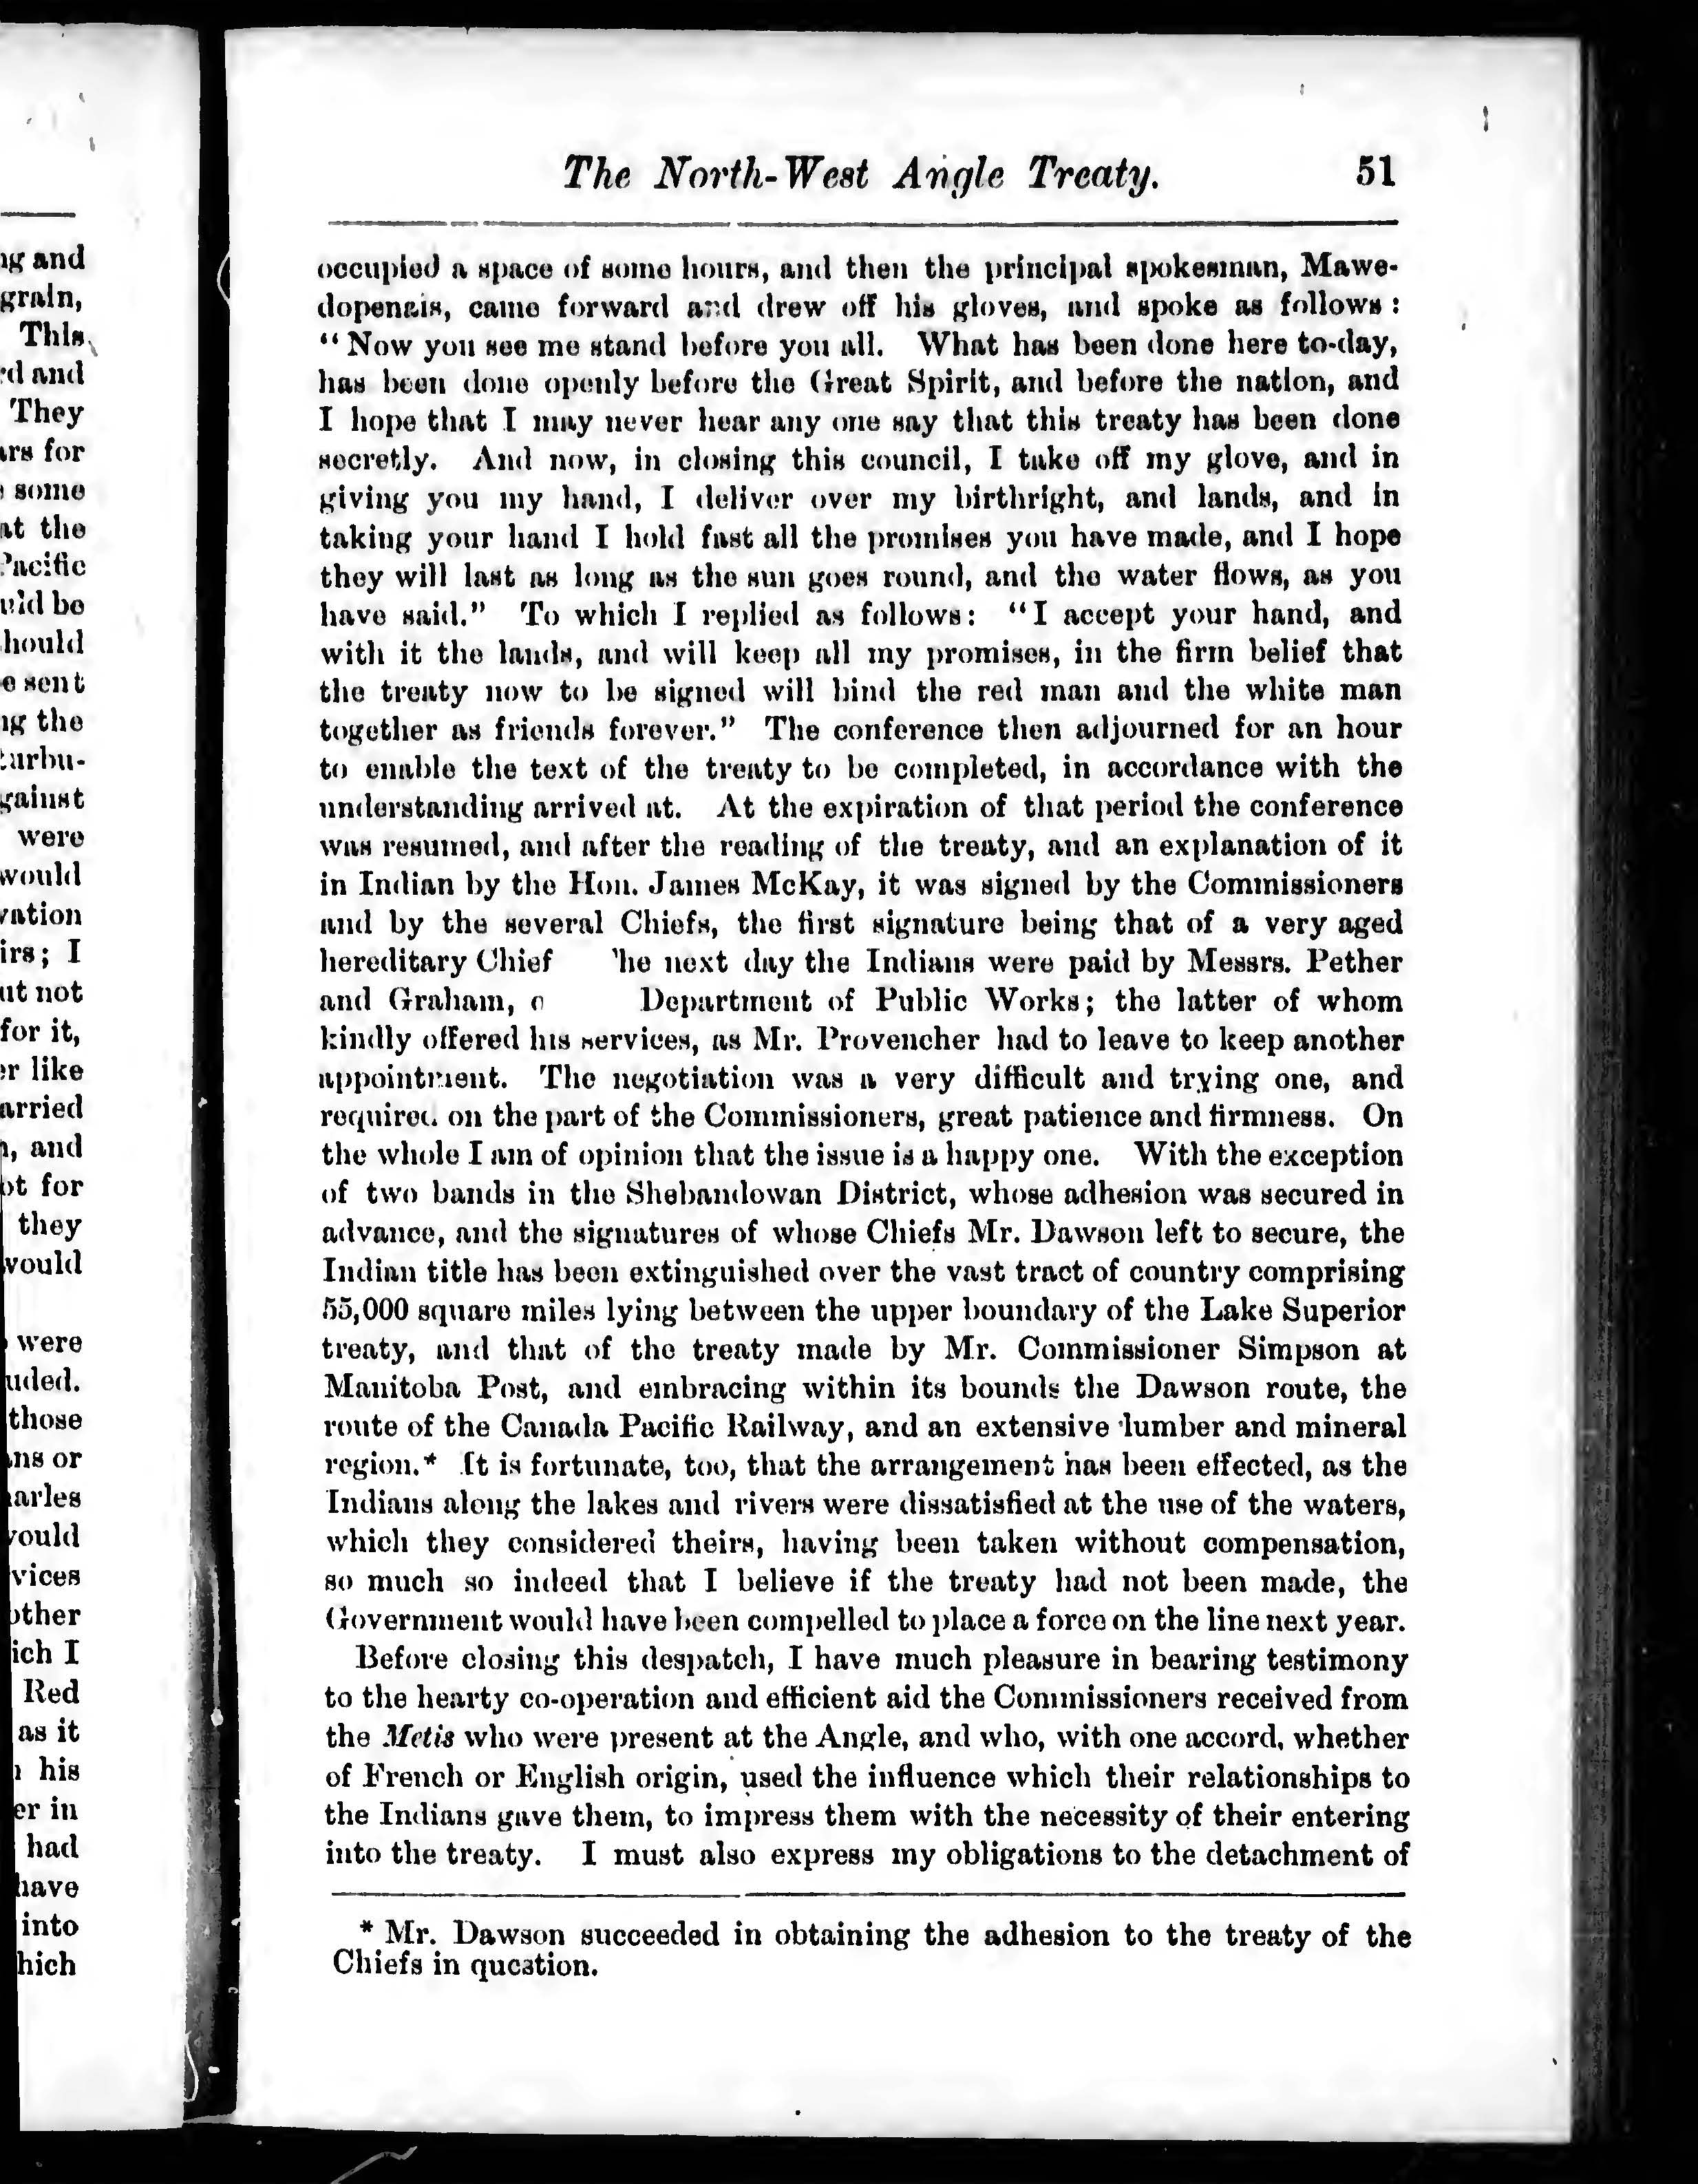 The North-West Angle Treaty. 51
occupied a space of some hours, and then the principal spokesman, Mawe-
dopenais, came forward and drew off his gloves, and spoke as follows:
"Now you see me stand before you all. What has been done here to-day,
has been done openly before the Great Spirit, and before the nation, and
I hope that I may never hear any one say that this treaty has been done
secretly. And now, in closing this council, I take off my glove, and in
giving you my hand, I deliver over my birthright, and lands, and in
taking your hand I hold fast all the promises you have made, and I hope
they will last as long as the sun goes round, and the water flows, as you
have said." To which I replied as follows: "I accept your hand, and
with it the lands, and will keep all my promises, in the firm belief that
the treaty now to be signed will bind the red man and the white man
together as friends forever." The conference then adjourned for an hour
to enable the text of the treaty to be completed, in accordance with the
understanding arrived at. At the expiration of that period the conference
was resumed, and after the reading of the treaty, and an explanation of it
in Indian by the Hon. James McKay, it was signed by the Commissioners
and by the several Chiefs, the first signature being that of a very aged
hereditary Chief 'he next day the Indians were paid by Messrs. Pether
and Graham, Department of Public Works; the latter of whom
kindly offered his services, as Mr. Provencher had to leave to keep another
appointment. The negotiation was a very difficult and trying one, and
required on the part of the Commissioners, great patience and firmness. On
the whole I am of opinion that the issue is a happy one. With the exception
of two bands in the Shebandowan District, whose adhesion was secured in
advance, and the signatures of whose Chiefs Mr. Dawson left to secure, the
Indian title has been extinguished over the vast tract of country comprising
55,000 square miles lying between the upper boundary of the Lake Superior
treaty, and that of the treaty made by Mr. Commissioner Simpson at
Manitoba Post, and embracing within its bounds the Dawson route, the
route of the Canada Pacific Railway, and an extensive lumber and mineral
region.* It is fortunate, too, that the arrangement has been effected, as the
Indians along the lakes and rivers were dissatisfied at the use of the waters,
which they considered theirs, having been taken without compensation,
so much so indeed that I believe if the treaty had not been made, the
Government would have been compelled to place a force on the line next year.
Before closing this despatch, I have much pleasure in bearing testimony
to the hearty co-operation and efficient aid the Commissioners received from
the Metis who were present at the Angle, and who, with one accord, whether
of French or English origin, used the influence which their relationships to
the Indians gave them, to impress them with the necessity of their entering
into the treaty. I must also express my obligations to the detachment of
* Mr. Dawson succeeded in obtaining the adhesion to the treaty of the
Chiefs in question.